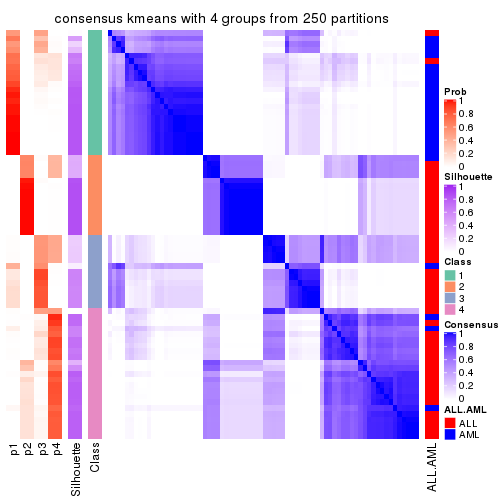 consensus kmeans with 4 groups from 250 partitions
Prob
1
0.8
0.6
0.4
0.2
0
Silhouette
1
0.8
0.6
0.4
0.2
0
Class
1
2
3
4
Consensus
1
0.8
0.6
0.4
0.2
0
ALL.AML
ALL
AML
p1
p2
p3
p4
Silhouette
Class
ALL.AML